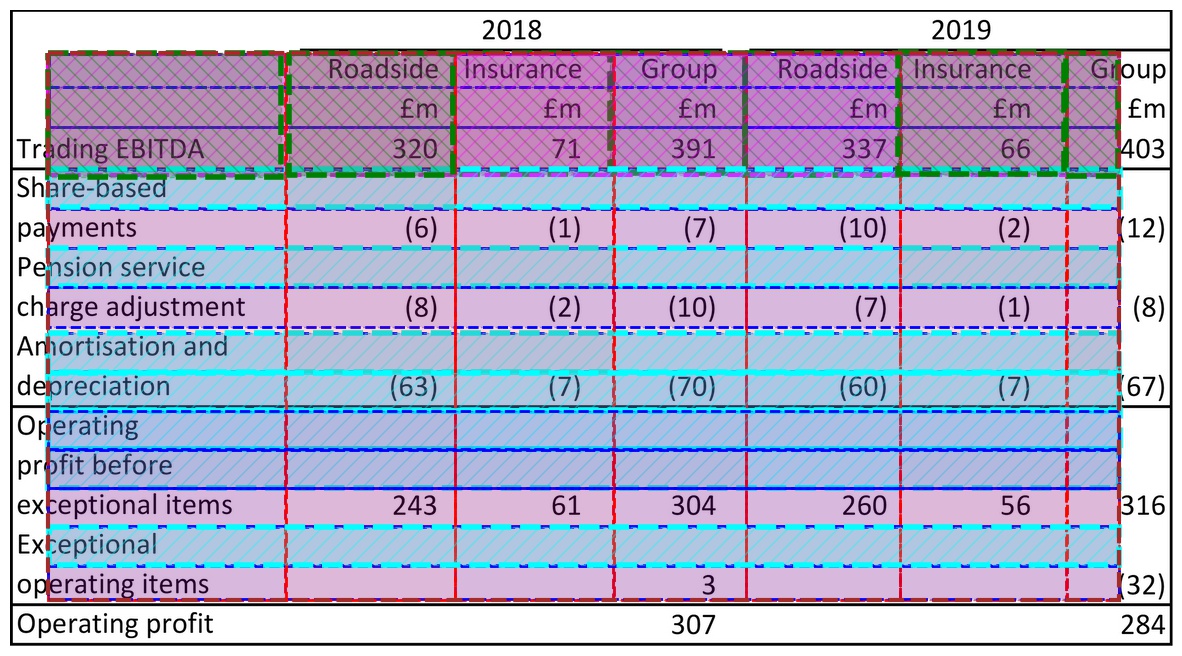 2018 2019
Roadside Insurance Group Roadside Insurance Group
£m £m £m £m £m £m
Trading EBITDA 320 71 391 337 66 403
Share-based
payments (6) (1) (7) (10) (2) (12)
Pension service
charge adjustment (8) (2) (10) (7) (1) (8)
Amortisation and
depreciation (63) (7) (70) (60) (7) (67)
Operating
profit before
exceptional items 243 61 304 260 56 316
Exceptional
operating items 3 (32)
Operating profit 307 284